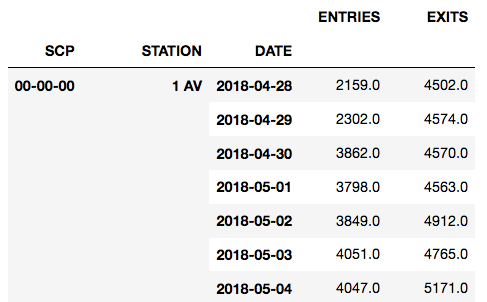 ENTRIES EXITS
SCP STATION DATE
00-00-00 1 AV 2018-04-28 2159.0 4502.0
2018-04-29 2302.0 4574.0
2018-04-30 3862.0 4570.0
2018-05-01 3798.0 4563.0
2018-05-02 3849.0 4912.0
2018-05-03 4051.0 4765.0
2018-05-04 4047.0 5171.0